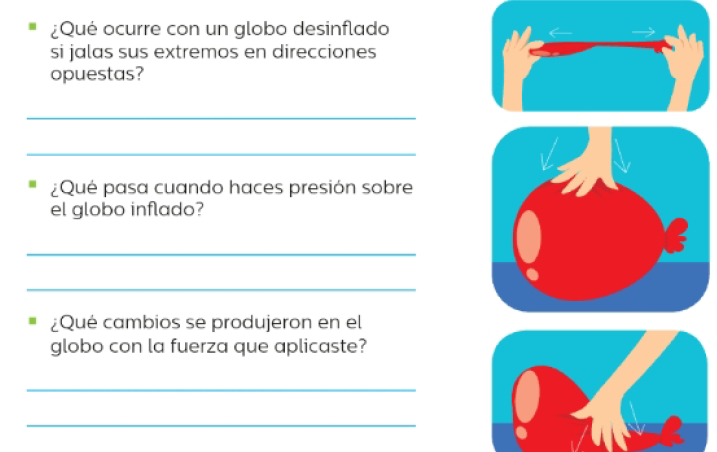 ¿Qué ocurre con un globo desinflado
si jalas sus extremos en direcciones
opuestas?
¿Qué pasa cuando haces presión sobre
el globo inflado?
¿Qué cambios se produjeron en el
globo con la fuerza que aplicaste?